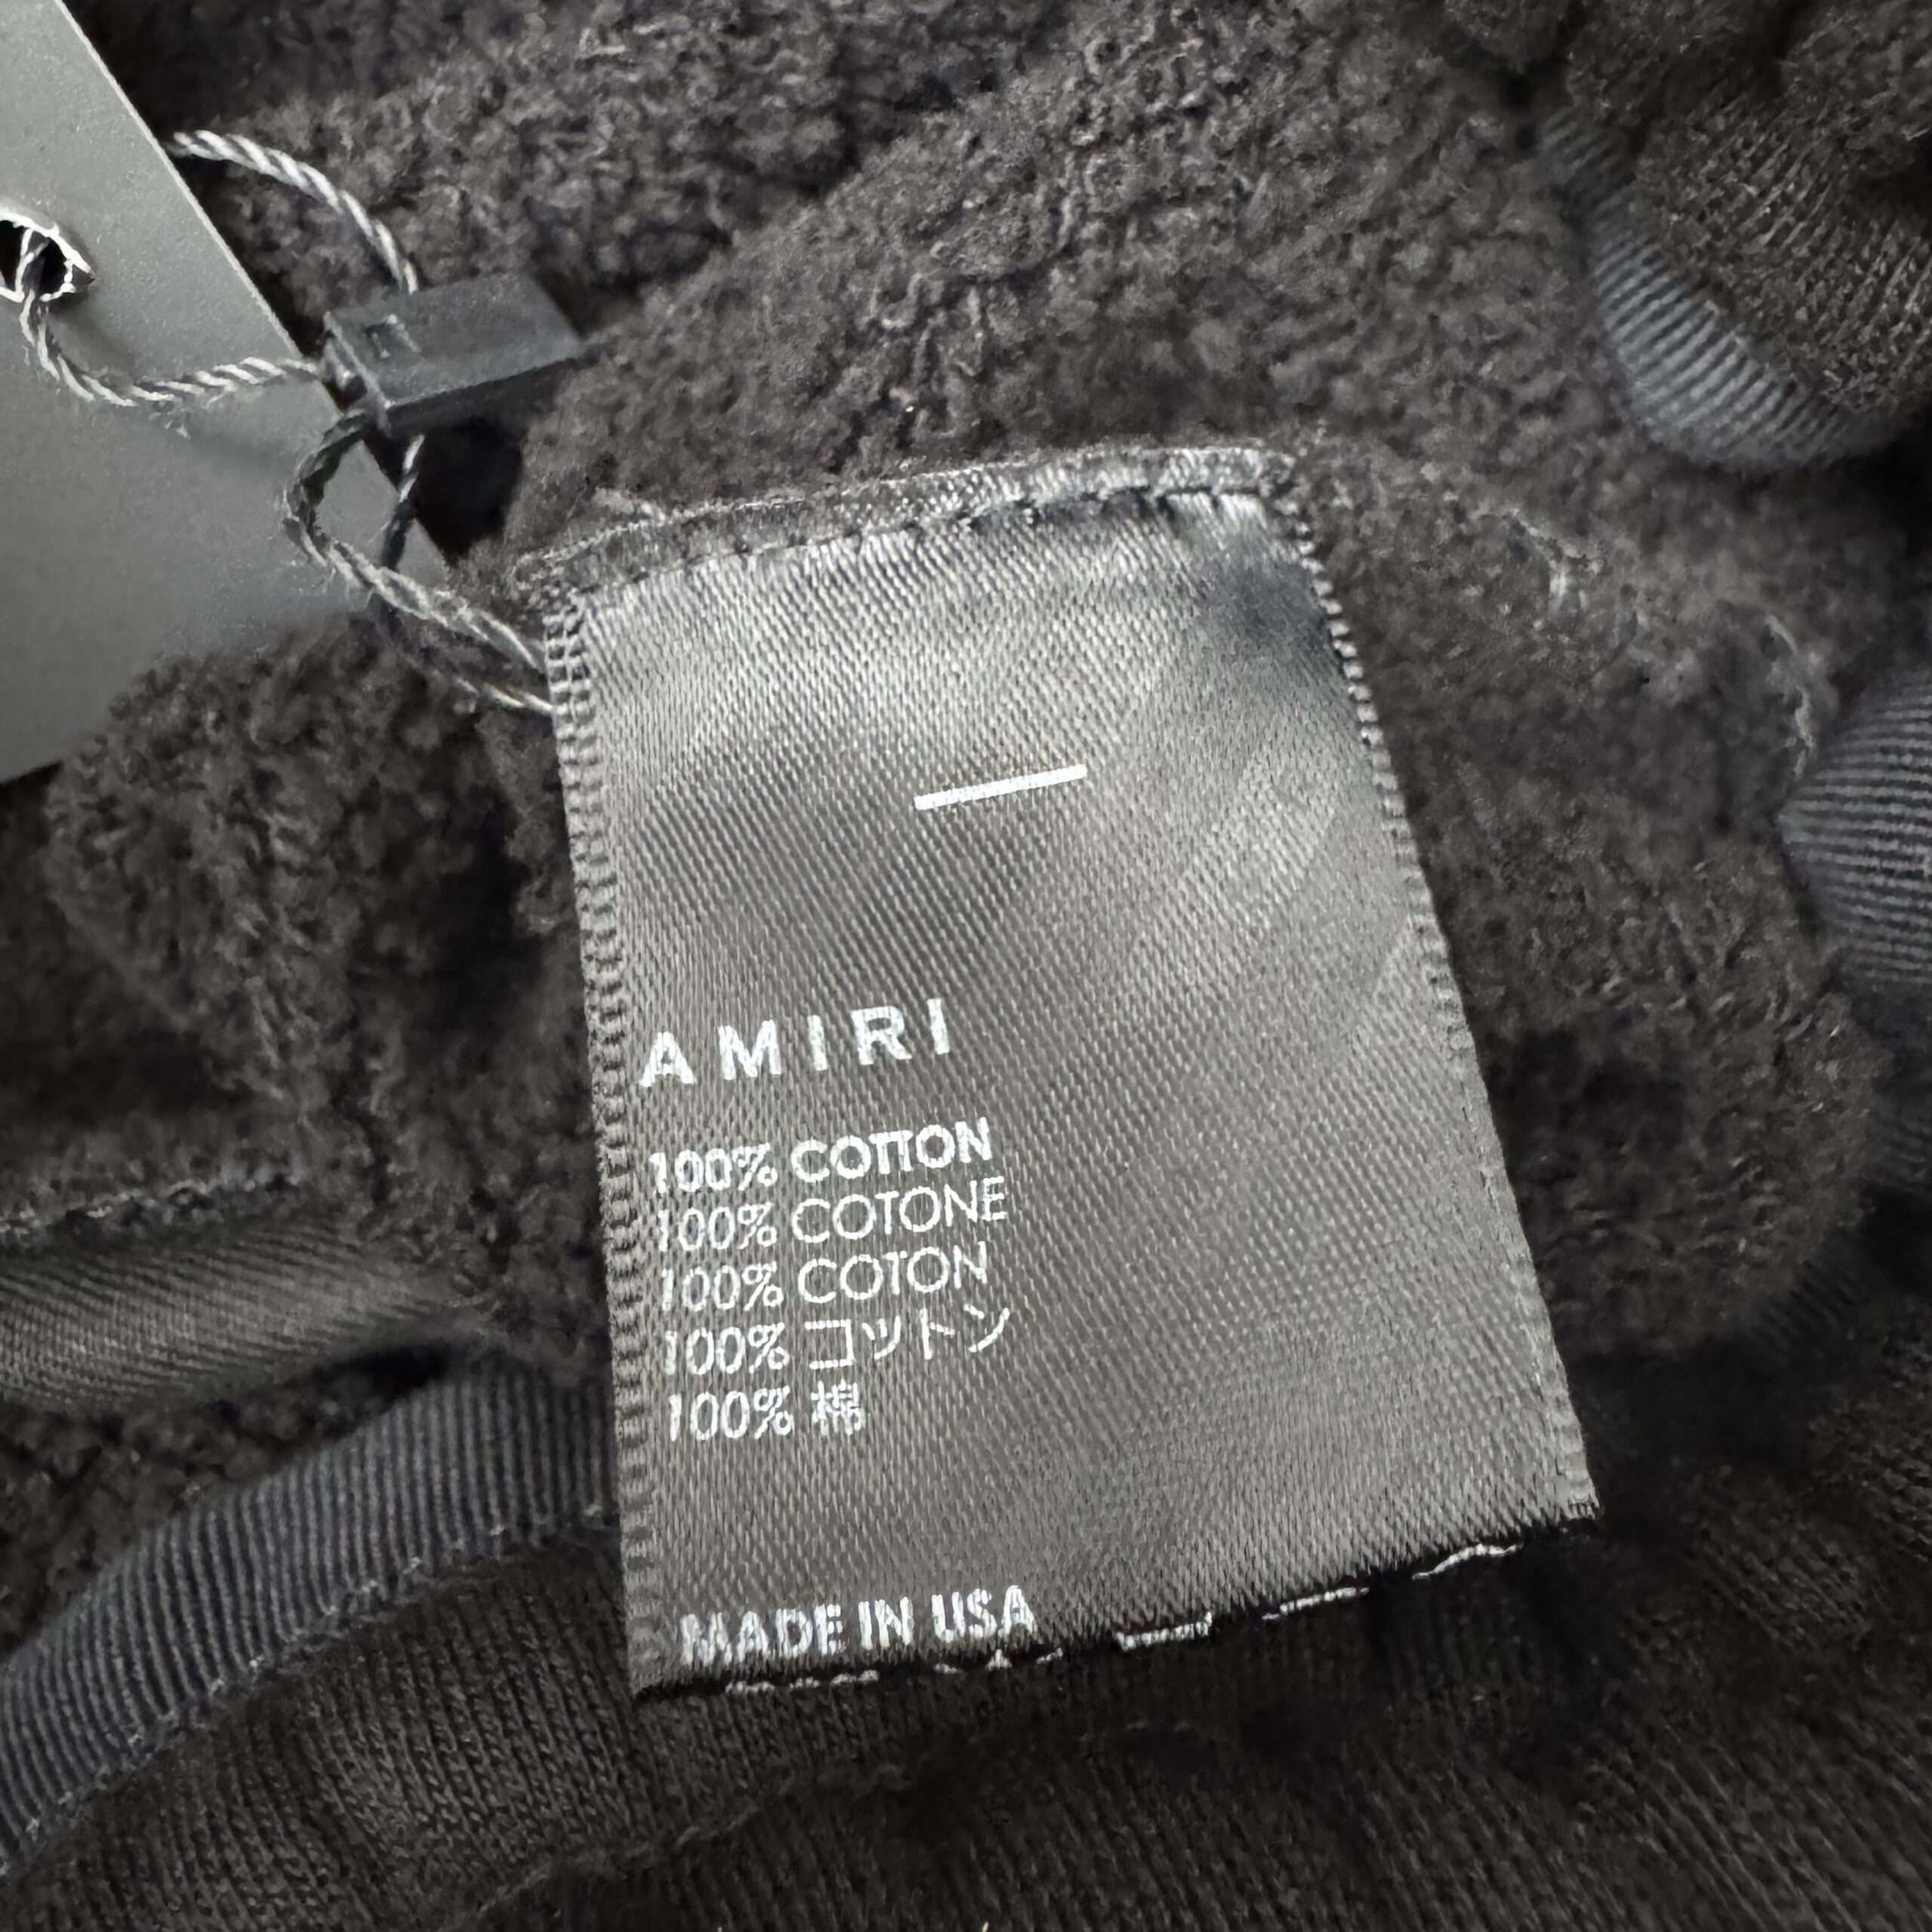 AMIRI
100% COTTON
100% COTONE
100% COTON
100% コットン
100% 棉
MADE IN USA